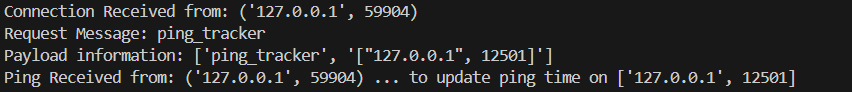 Connection Received from: ('127.0.0.1', 59904)
Request Message: ping_tracker
Payload information: ['ping_tracker', '["127.0.0.1", 12501]']
Ping Received from: ('127.0.0.1', 59904) ... to update ping time on ['127.0.0.1', 12501]